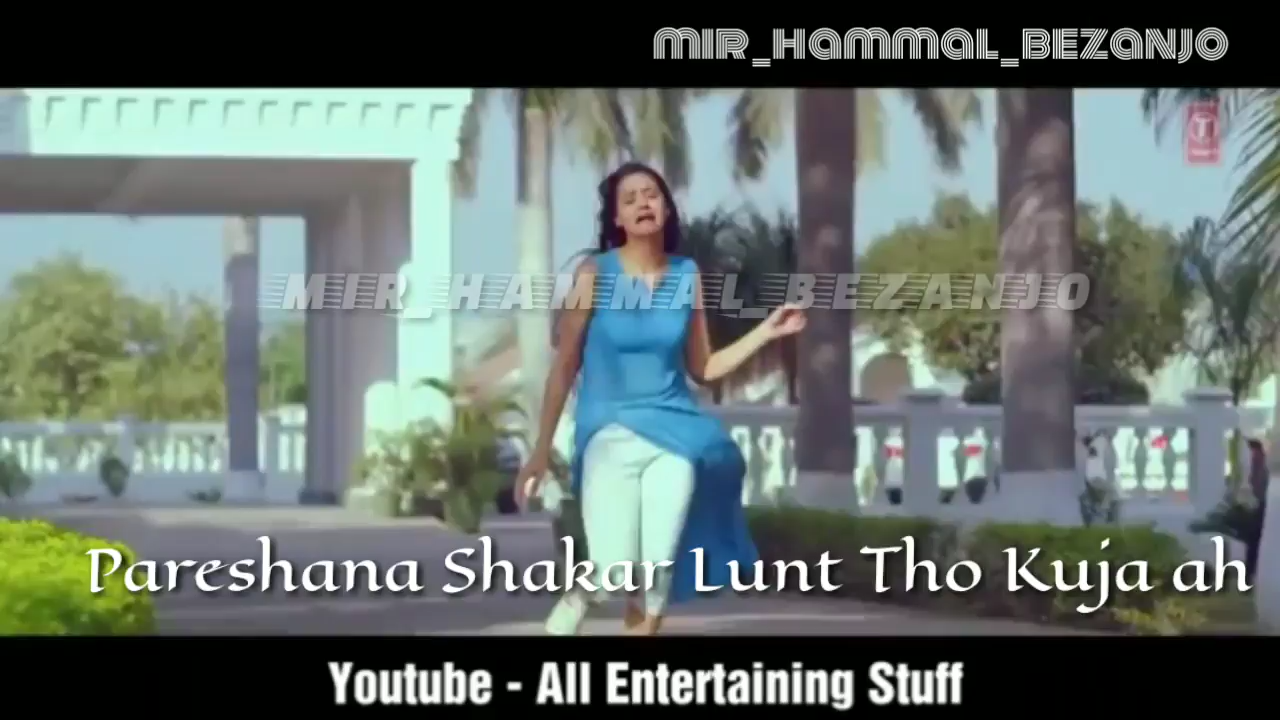 MIR_HAMMAL_BEZANJO
T
MIR_HAMMAL_BEZANJO
Pareshana Shakar Lunt Tho Kuja ah
Youtube - All Entertaining Stuff